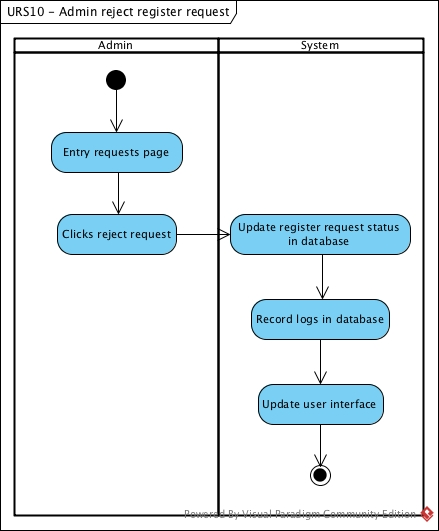 URS10 – Admin reject register request
Admin
System
Entry requests page
Clicks reject request
Update register request status
in database
Record logs in database
Update user interface
Powered By Visual Paradigm Community Edition